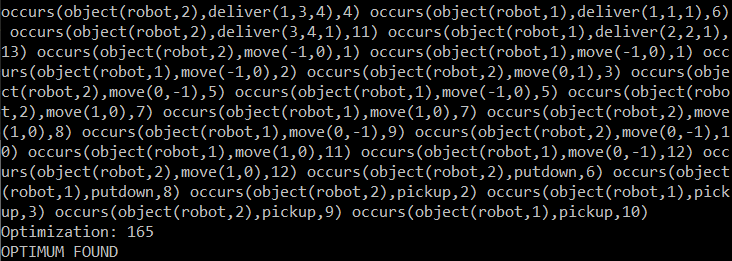 occurs(object(robot,2),deliver(1,3,4),4) occurs(object(robot,1),deliver(1,1,1),6)
 occurs(object(robot,2),deliver(3,4,1),11) occurs(object(robot,1),deliver(2,2,1),
13) occurs(object(robot,2),move(-1,0),1) occurs(object(robot,1),move(-1,0),1) occ
urs(object(robot,1),move(-1,0),2) occurs(object(robot,2),move(0,1),3) occurs(obje
ct(robot,2),move(0,-1),5) occurs(object(robot,1),move(-1,0),5) occurs(object(robo
t,2),move(1,0),7) occurs(object(robot,1),move(1,0),7) occurs(object(robot,2),move
(1,0),8) occurs(object(robot,1),move(0,-1),9) occurs(object(robot,2),move(0,-1),1
0) occurs(object(robot,1),move(1,0),11) occurs(object(robot,1),move(0,-1),12) occ
urs(object(robot,2),move(1,0),12) occurs(object(robot,2),putdown,6) occurs(object
(robot,1),putdown,8) occurs(object(robot,2),pickup,2) occurs(object(robot,1),pick
up,3) occurs(object(robot,2),pickup,9) occurs(object(robot,1),pickup,10)
Optimization: 165
OPTIMUM FOUND